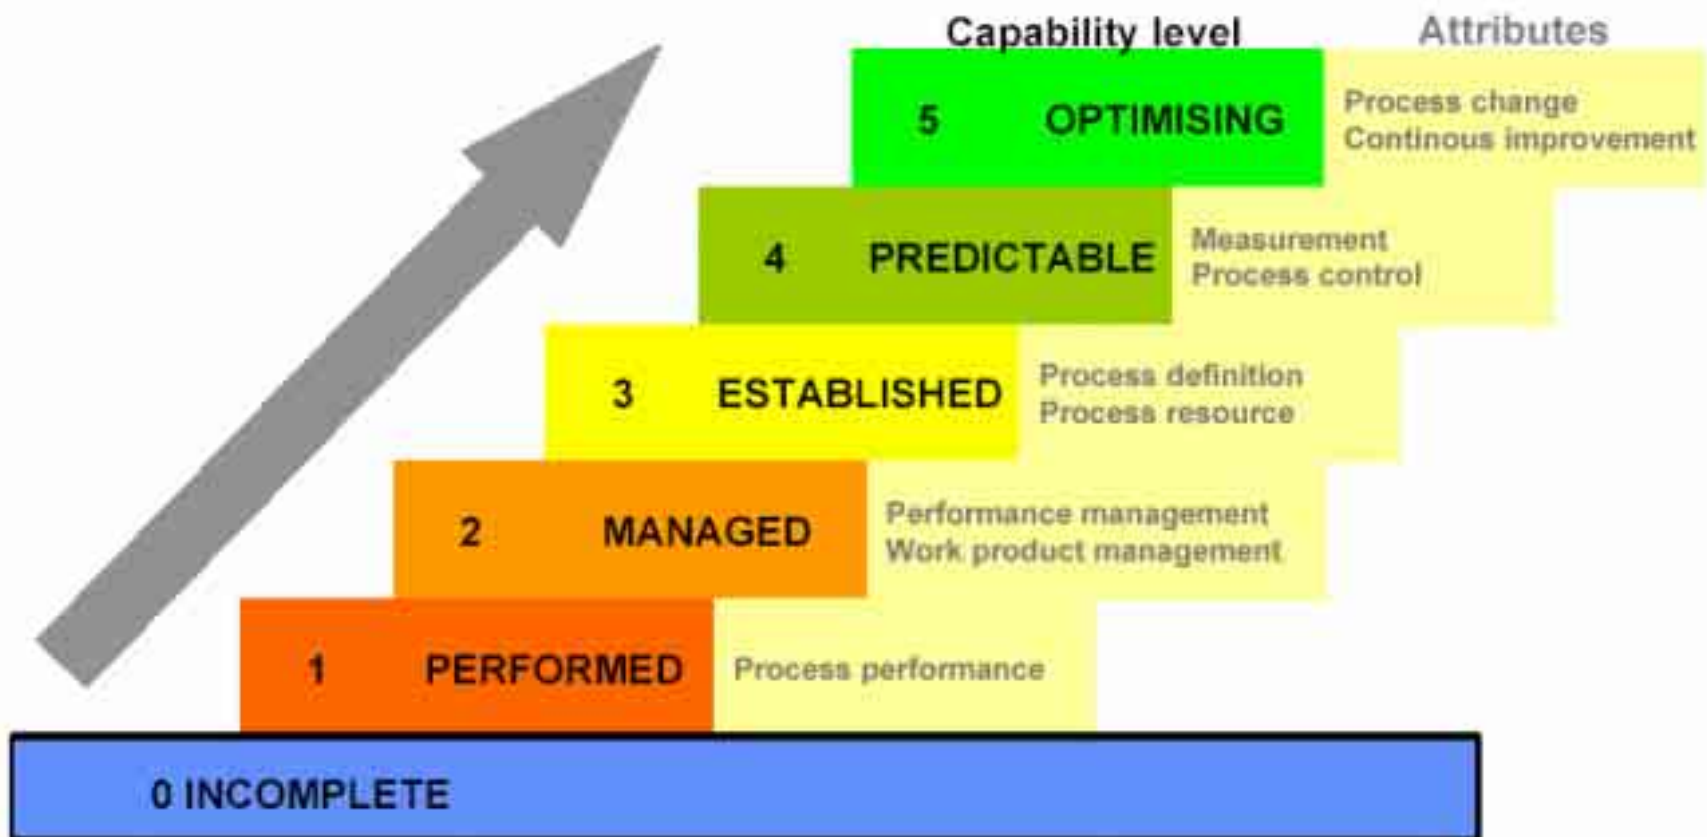 Capability level Attributes
5 OPTIMISING
Process change
Continous improvement
4 PREDICTABLE
Measurement
Process control
3 ESTABLISHED
Process definition
Process resource
2 MANAGED
Performance management
Work product management
1 PERFORMED
Process performance
0 INCOMPLETE